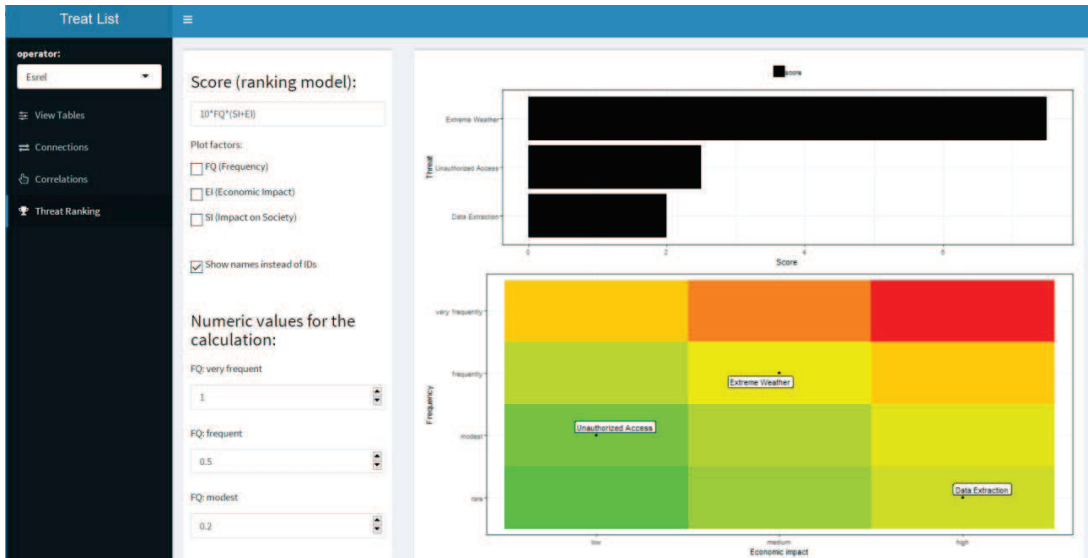 Treat List
operator:
Esrel
View Tables
Connections
Correlations
Threat Ranking
Score (ranking model):
10*FQ*(SI+EI)
Plot factors:
FQ (Frequency)
EI (Economic Impact)
SI (Impact on Society)
Show names instead of IDs
Numeric values for the
calculation:
FQ: very frequent
1
FQ: frequent
0.5
FQ: modest
0.2
score
Threat
Extreme Weather
Unauthorized Access
Data Extraction
0
2
4
6
Score
Frequency
very frequently
frequently
modest
rare
Extreme Weather
Unauthorized Access
Data Extraction
low
medium
high
Economic impact